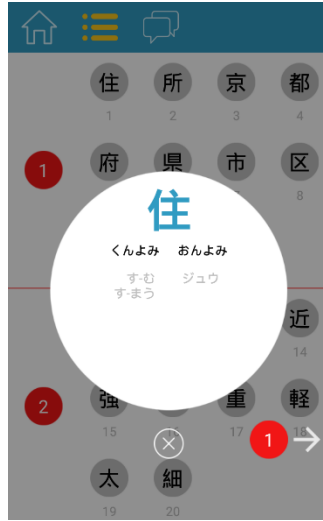 住 所 京 都
1 2 3 4
1
府 県 市 区
8
住
くんよみ おんよみ
す-む ジュウ
す-まう
近
14
2
強 重 軽
15 16 17 18
1
太 細
19 20